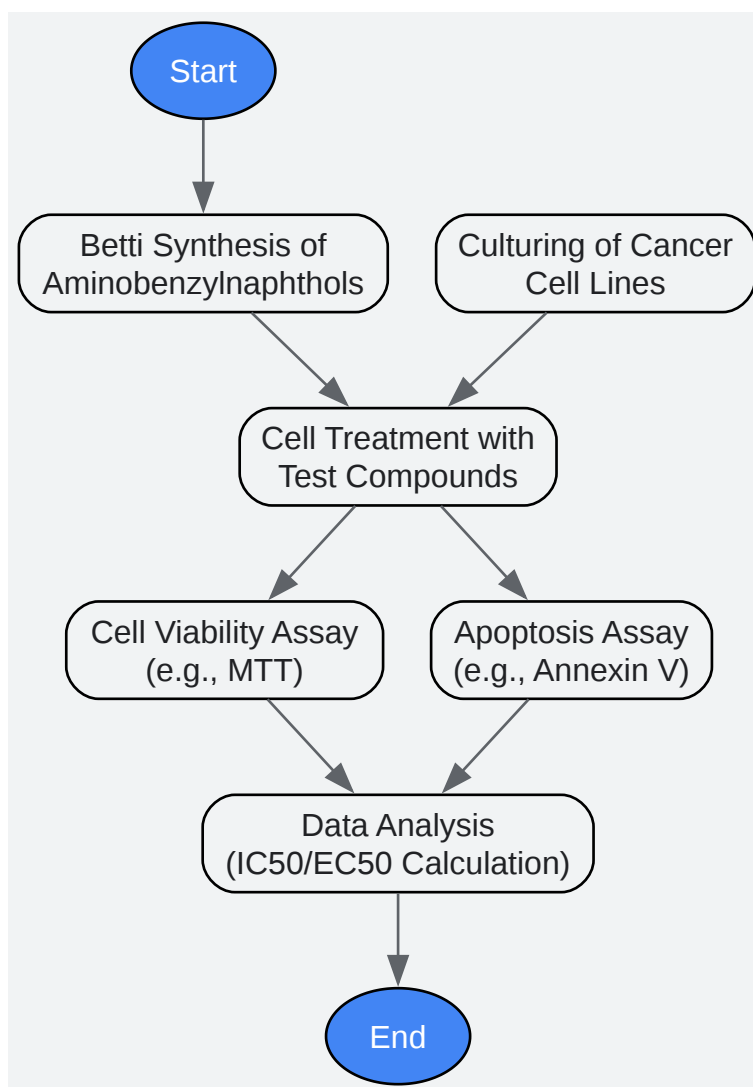 Start
Betti Synthesis of
Aminobenzylnaphthols
Culturing of Cancer
Cell Lines
Cell Treatment with
Test Compounds
Cell Viability Assay
(e.g., MTT)
Apoptosis Assay
(e.g., Annexin V)
Data Analysis
(IC50/EC50 Calculation)
End